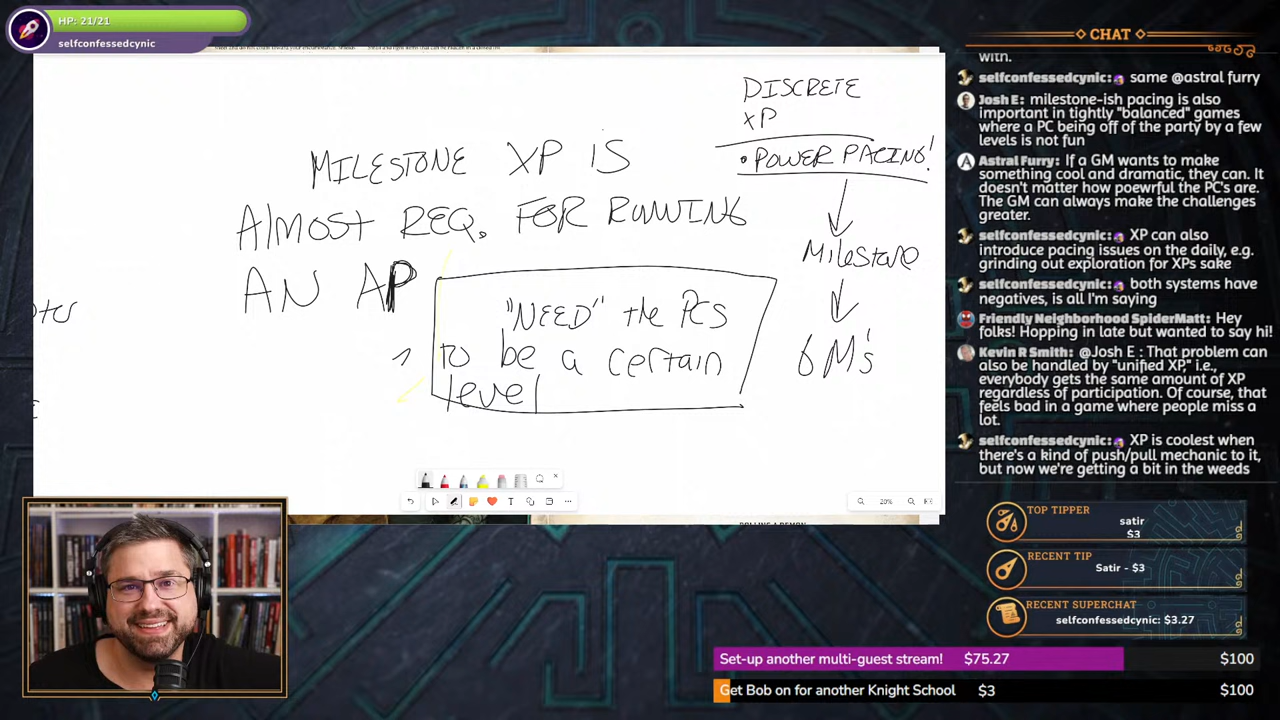 HP: 21/21
selfconfessedcynic
DISCRETE
XP
• POWER PACING!
Milestone
6 M's
MILESTONE XP IS
ALMOST REQ. FOR RUNNING
AN AP
"NEED" the PCs
to be a certain
level
20%
CHAT
with.
selfconfessedcynic: same @astral furry
Josh E: milestone-ish pacing is also
important in tightly "balanced" games
where a PC being off of the party by a few
levels is not fun
Astral Furry: If a GM wants to make
something cool and dramatic, they can. It
doesn't matter how poewrful the PC's are.
The GM can always make the challenges
greater.
selfconfessedcynic: XP can also
introduce pacing issues on the daily, e.g.
grinding out exploration for XPs sake
selfconfessedcynic: both systems have
negatives, is all I'm saying
Friendly Neighborhood SpiderMatt: Hey
folks! Hopping in late but wanted to say hi!
Kevin R Smith: @Josh E : That problem can
also be handled by "unified XP," i.e.,
everybody gets the same amount of XP
regardless of participation. Of course, that
feels bad in a game where people miss a
lot.
selfconfessedcynic: XP is coolest when
there's a kind of push/pull mechanic to it,
but now we're getting a bit in the weeds
TOP TIPPER
satir
$3
RECENT TIP
Satir - $3
RECENT SUPERCHAT
selfconfessedcynic: $3.27
Set-up another multi-guest stream! $75.27 $100
Get Bob on for another Knight School $3 $100